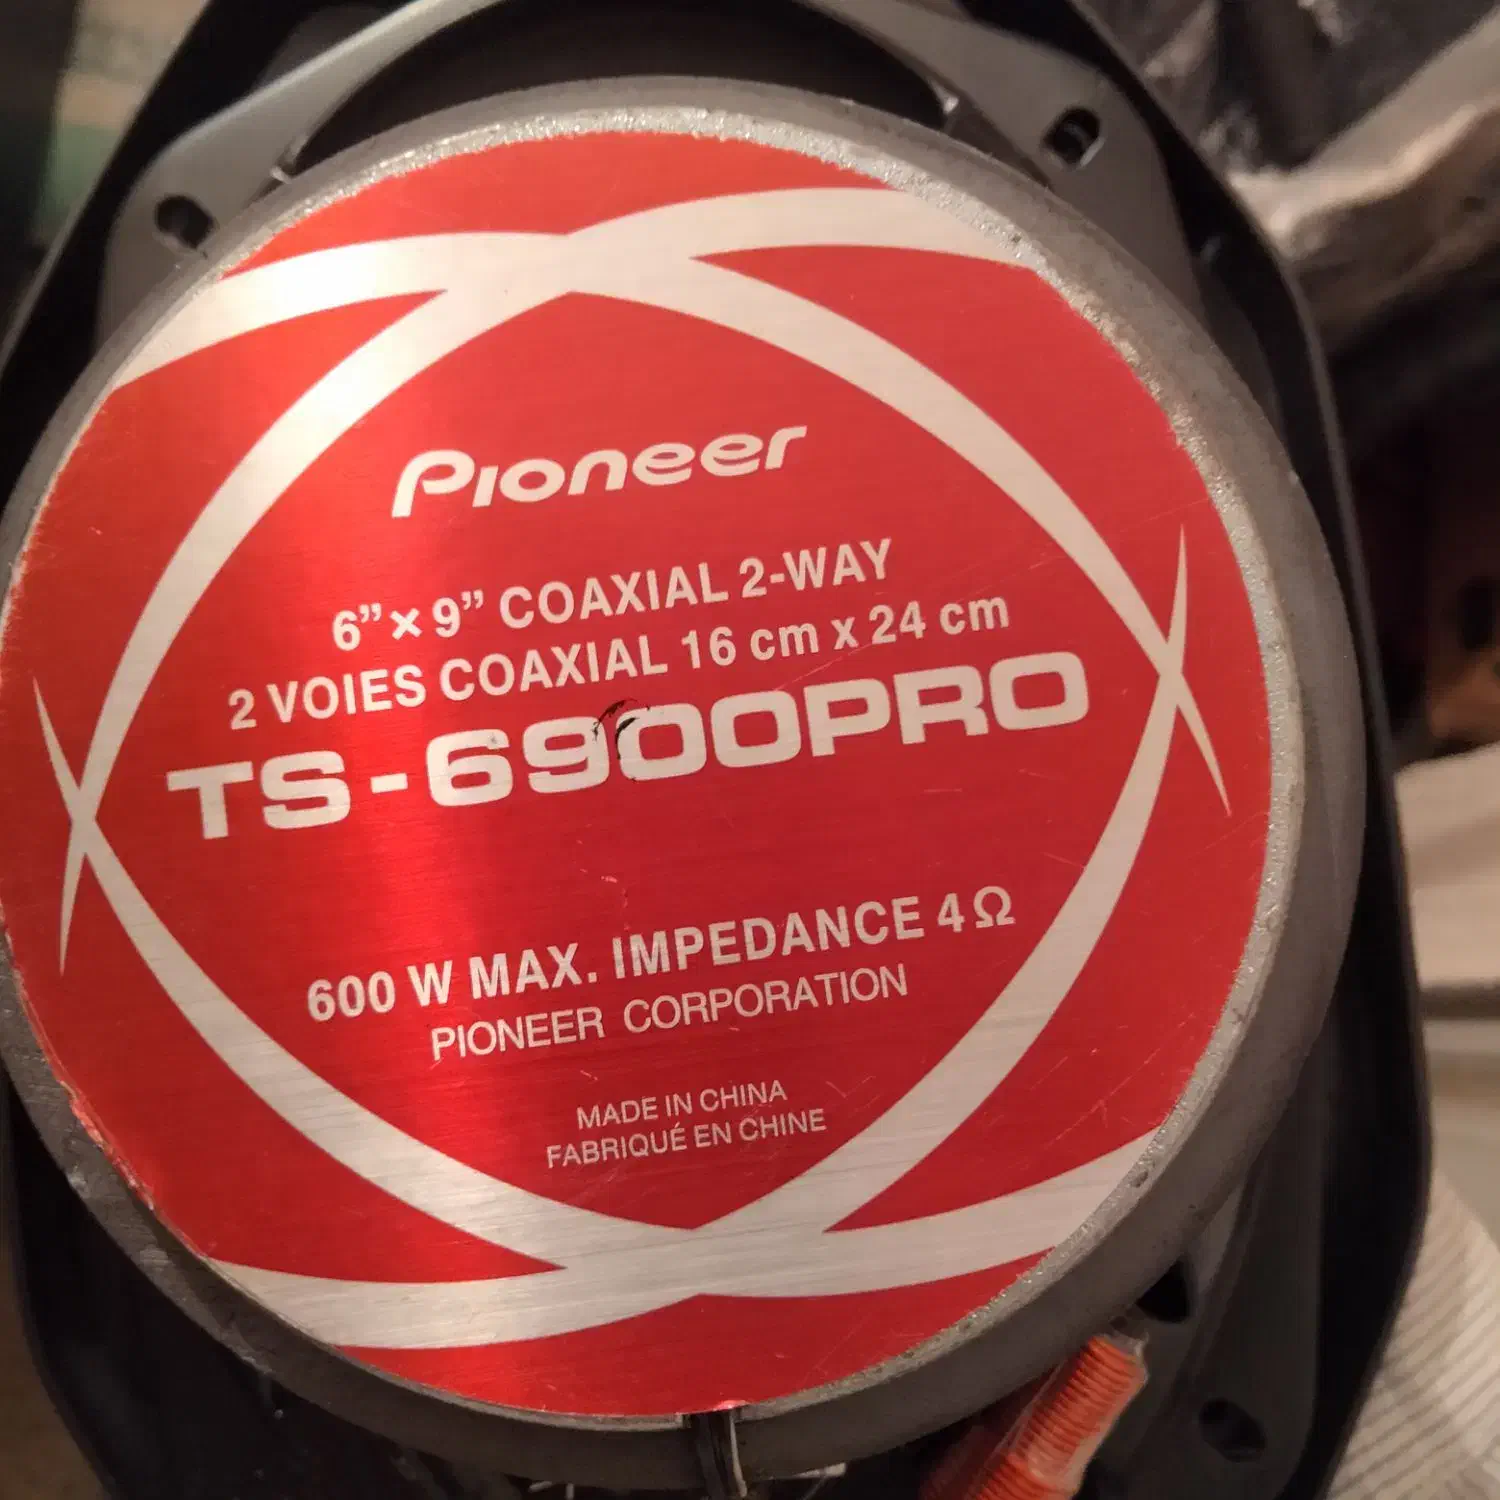 Pioneer
6”× 9” COAXIAL 2-WAY
2 VOIES COAXIAL 16 cm x 24 cm
TS-6900PRO
600 W MAX. IMPEDANCE 4 Ω
PIONEER CORPORATION
MADE IN CHINA
FABRIQUÉ EN CHINE